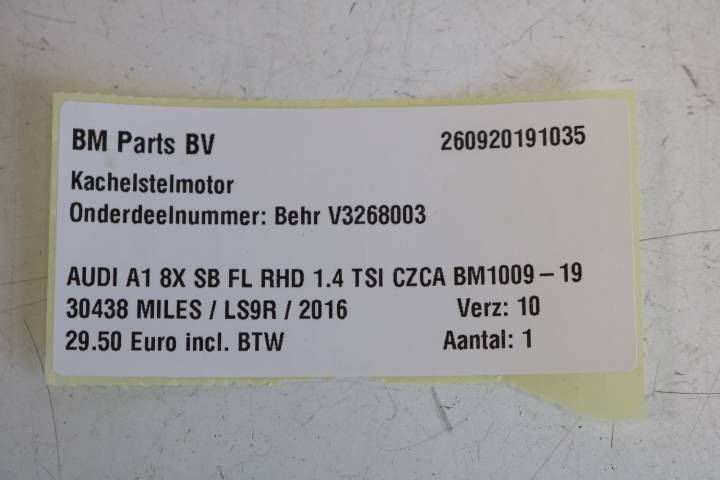 BM Parts BV 260920191035
Kachelstelmotor
Onderdeelnummer: Behr V3268003
AUDI A1 8X SB FL RHD 1.4 TSI CZCA BM1009 – 19
30438 MILES / LS9R / 2016 Verz: 10
29.50 Euro incl. BTW Aantal: 1